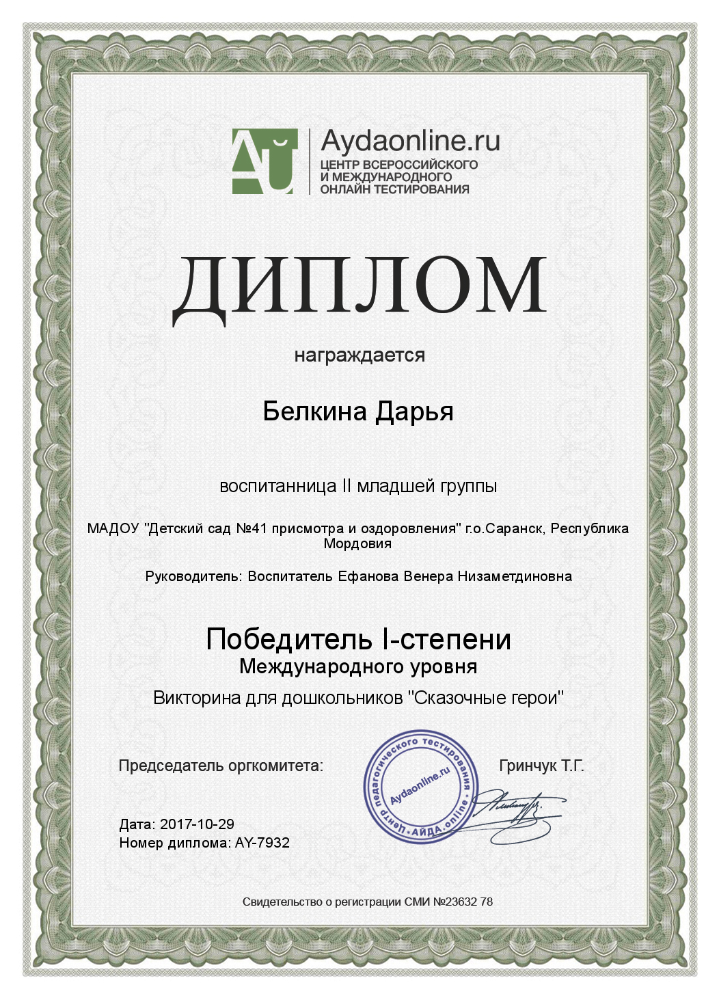 Aydaonline.ru
ЦЕНТР ВСЕРОССИЙСКОГО
И МЕЖДУНАРОДНОГО
ОНЛАЙН ТЕСТИРОВАНИЯ
ДИПЛОМ
награждается
Белкина Дарья
воспитанница II младшей группы
МАДОУ "Детский сад №41 присмотра и оздоровления" г.о.Саранск, Республика
Мордовия
Руководитель: Воспитатель Ефанова Венера Низаметдиновна
Победитель I-степени
Международного уровня
Викторина для дошкольников "Сказочные герои"
Председатель оргкомитета:
Центр педагогического тестирования • АЙДА.online •
Aydaonline.ru
Гринчук Т.Г.
Дата: 2017-10-29
Номер диплома: AY-7932
Свидетельство о регистрации СМИ №23632 78